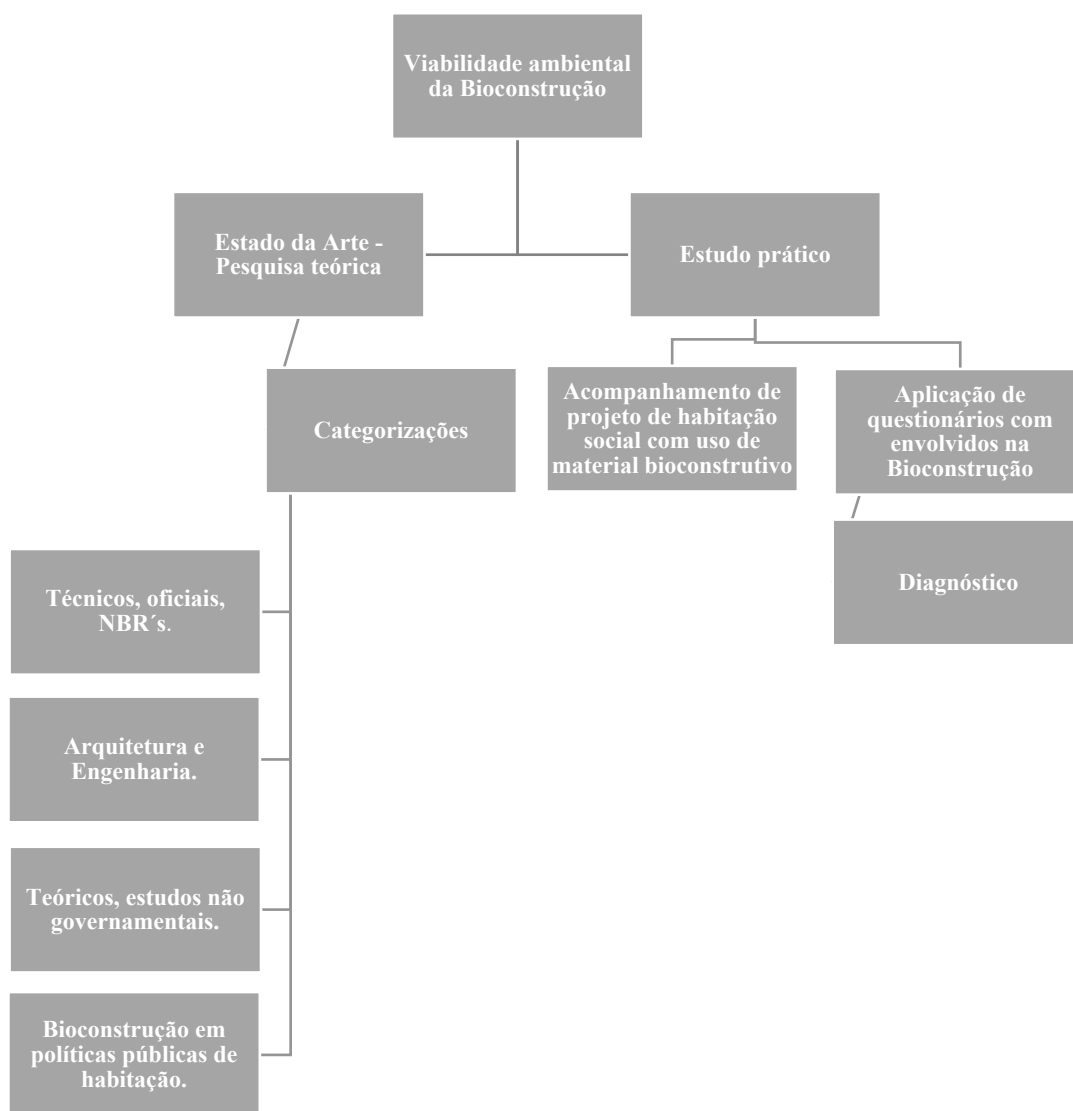 Viabilidade ambiental
da Bioconstrução
Estado da Arte -
Pesquisa teórica
Estudo prático
Categorizações
Acompanhamento de
projeto de habitação
social com uso de
material bioconstrutivo
Aplicação de
questionários com
envolvidos na
Bioconstrução
Diagnóstico
Técnicos, oficiais,
NBR´s.
Arquitetura e
Engenharia.
Teóricos, estudos não
governamentais.
Bioconstrução em
políticas públicas de
habitação.